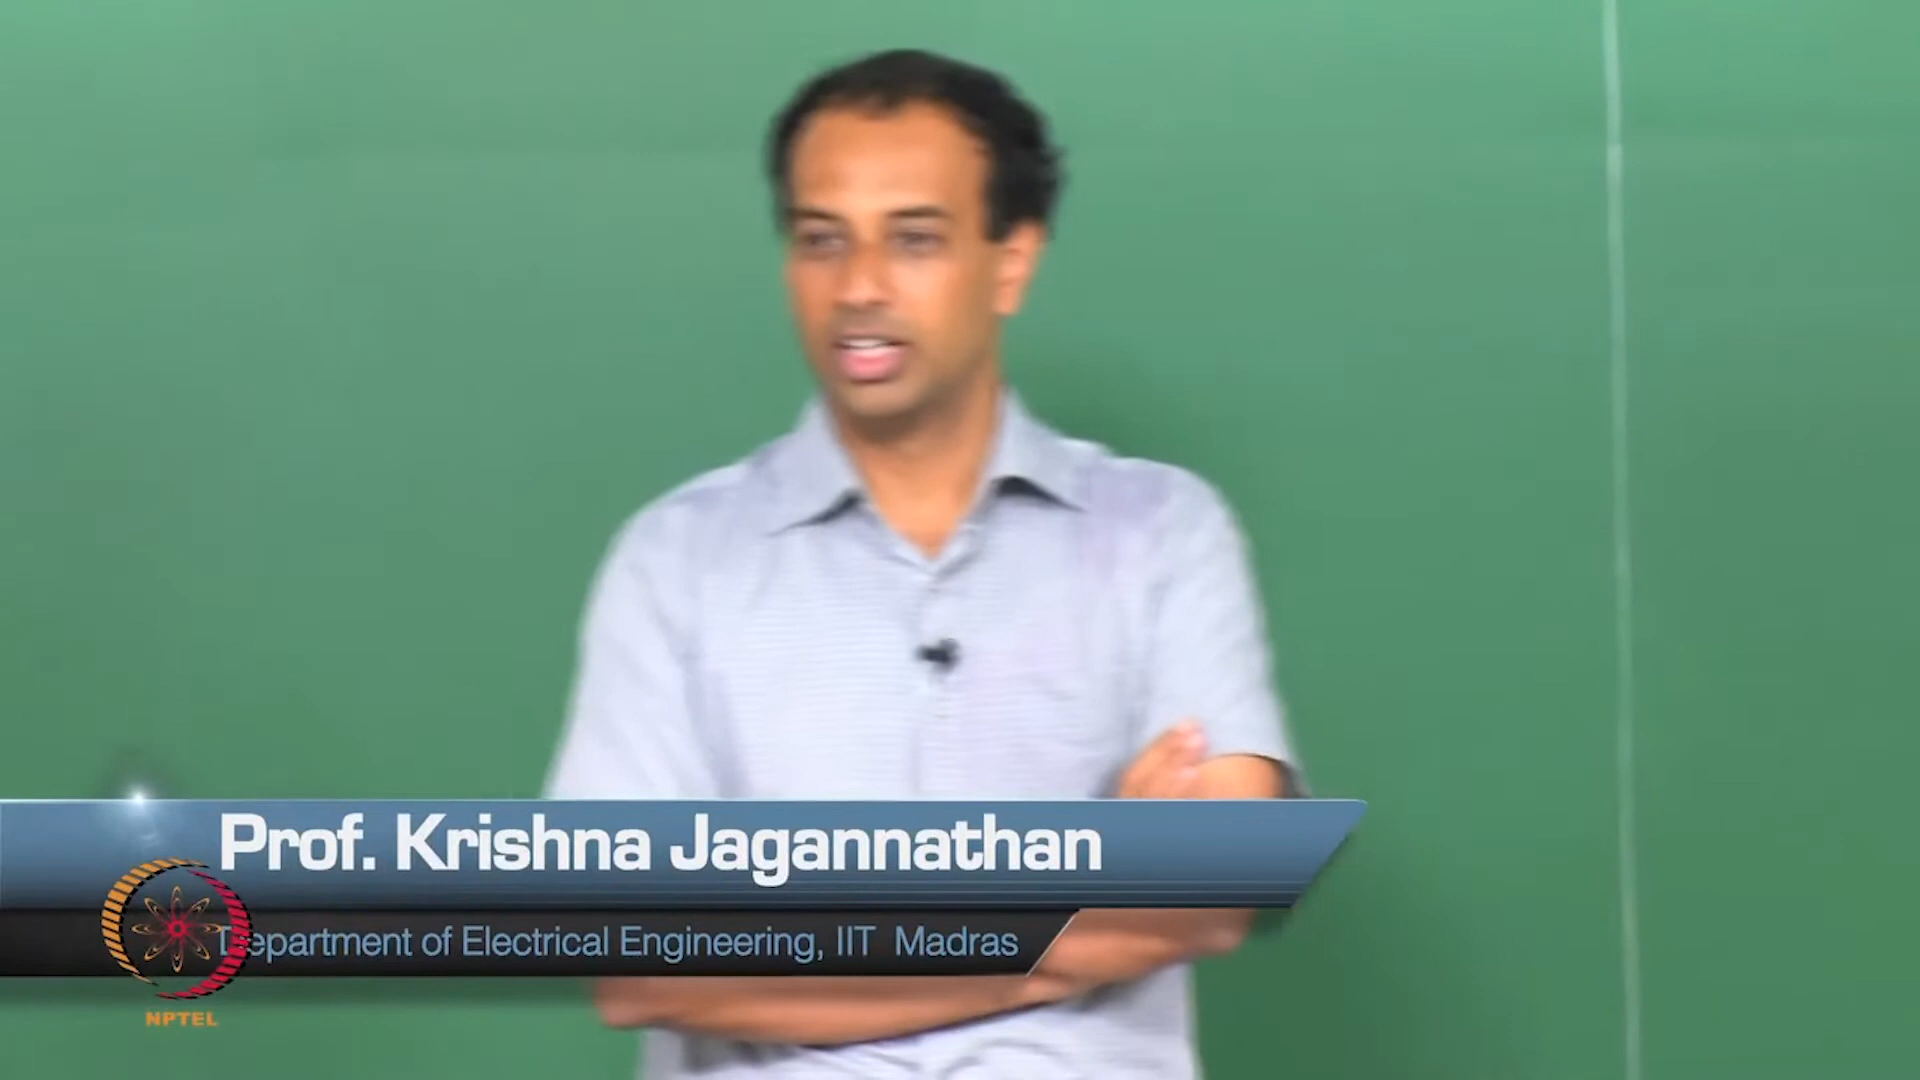 Prof. Krishna Jagannathan
Department of Electrical Engineering, IIT Madras
NPTEL